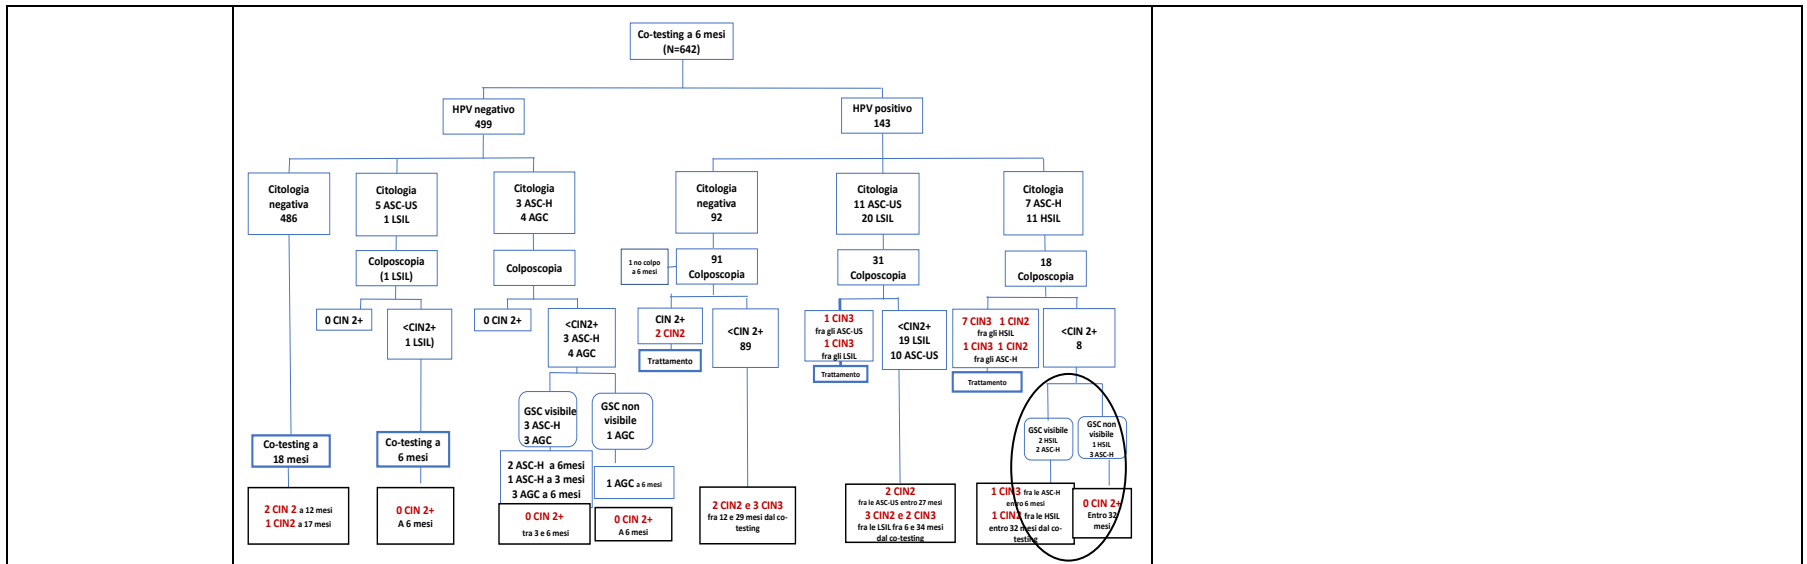 Co-testing a 6 mesi
(N=642)
HPV negativo
499
HPV positivo
143
Citologia
negativa
486
Citologia
5 ASC-US
1 LSIL
Citologia
3 ASC-H
4 AGC
Citologia
negativa
92
Citologia
11 ASC-US
20 LSIL
Citologia
7 ASC-H
11 HSIL
Colposcopia
(1 LSIL)
Colposcopia
1 no colpo
a 6 mesi
91
Colposcopia
31
Colposcopia
18
Colposcopia
0 CIN 2+
<CIN2+
1 LSIL)
0 CIN 2+
<CIN2+
3 ASC-H
4 AGC
CIN 2+
2 CIN2
Trattamento
<CIN 2+
89
1 CIN3
fra gli ASC-US
1 CIN3
fra gli LSIL
Trattamento
<CIN2+
19 LSIL
10 ASC-US
7 CIN3 1 CIN2
fra gli HSIL
1 CIN3 1 CIN2
fra gli ASC-H
Trattamento
<CIN 2+
8
GSC visibile
3 ASC-H
3 AGC
GSC non
visibile
1 AGC
GSC visibile
2 HSIL
2 ASC-H
GSC non
visibile
1 HSIL
3 ASC-H
Co-testing a
18 mesi
Co-testing a
6 mesi
2 ASC-H a 6mesi
1 ASC-H a 3 mesi
3 AGC a 6 mesi
1 AGC a 6 mesi
2 CIN 2 a 12 mesi
1 CIN2 a 17 mesi
0 CIN 2+
A 6 mesi
0 CIN 2+
tra 3 e 6 mesi
0 CIN 2+
A 6 mesi
2 CIN2 e 3 CIN3
fra 12 e 29 mesi dal co-
testing
2 CIN2
fra le ASC-US entro 27 mesi
3 CIN2 e 2 CIN3
fra le LSIL fra 6 e 34 mesi
dal co-testing
1 CIN3 fra le ASC-H
entro 6 mesi
1 CIN2 fra le HSIL
entro 32 mesi dal co-
testing
0 CIN 2+
Entro 32
mesi